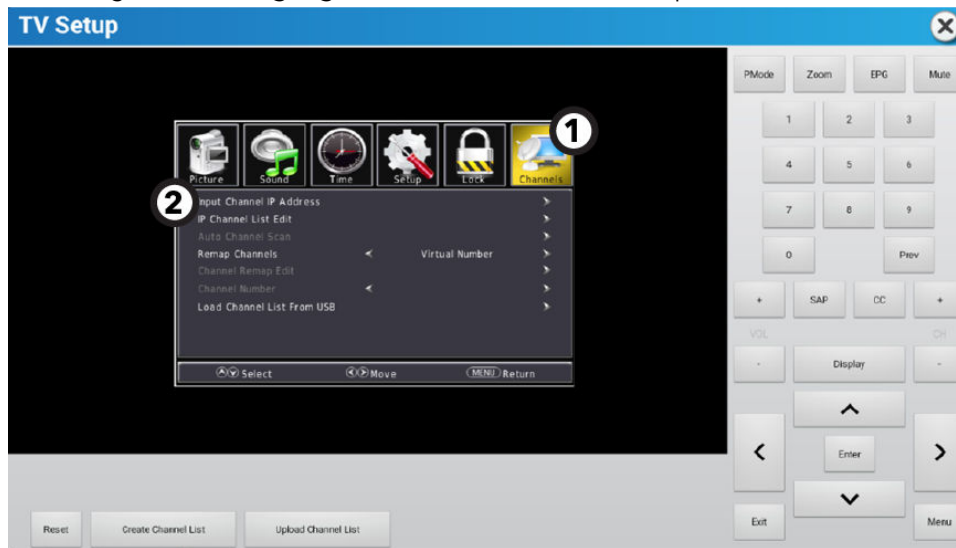 TV Setup
1
Picture Sound Time Setup Lock Channels
2
Input Channel IP Address
IP Channel List Edit
Auto Channel Scan
Remap Channels Virtual Number
Channel Remap Edit
Channel Number
Load Channel List From USB
Select Move MENU Return
PMode Zoom EPG Mute
1 2 3
4 5 6
7 8 9
0 Prev
+ SAP CC +
VOL CH
- Display -
Enter
Exit Menu
Reset Create Channel List Upload Channel List